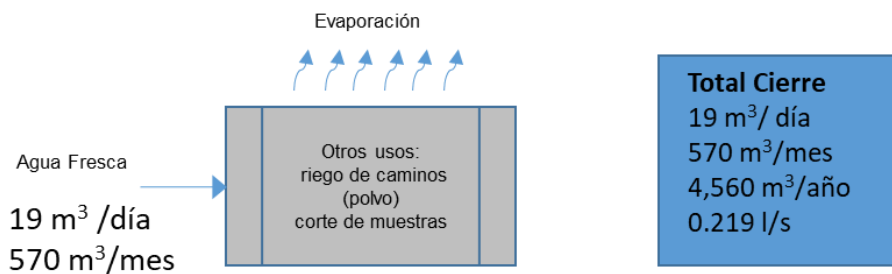 Evaporación
Otros usos:
riego de caminos
(polvo)
corte de muestras
Agua Fresca
19 m³ /día
570 m³/mes
Total Cierre
19 m³/ día
570 m³/mes
4,560 m³/año
0.219 l/s